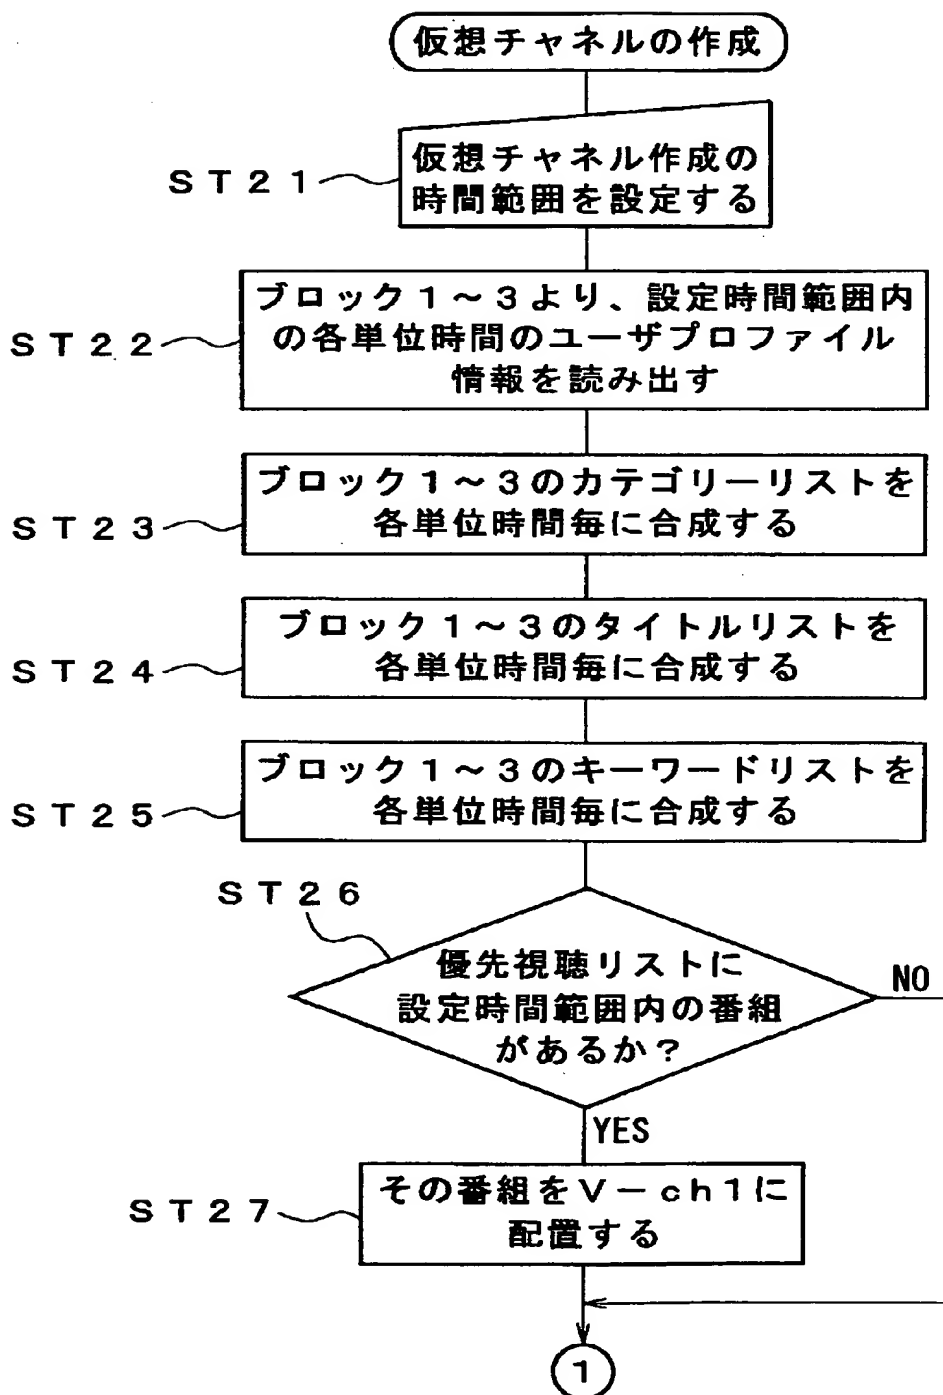 仮想チャネルの作成
ST21
仮想チャネル作成の
時間範囲を設定する
ST22
ブロック1~3より、設定時間範囲内
の各単位時間のユーザプロファイル
情報を読み出す
ST23
ブロック1~3のカテゴリーリストを
各単位時間毎に合成する
ST24
ブロック1~3のタイトルリストを
各単位時間毎に合成する
ST25
ブロック1~3のキーワードリストを
各単位時間毎に合成する
ST26
優先視聴リストに
設定時間範囲内の番組
があるか?
NO
YES
ST27
その番組をV-ch1に
配置する
1